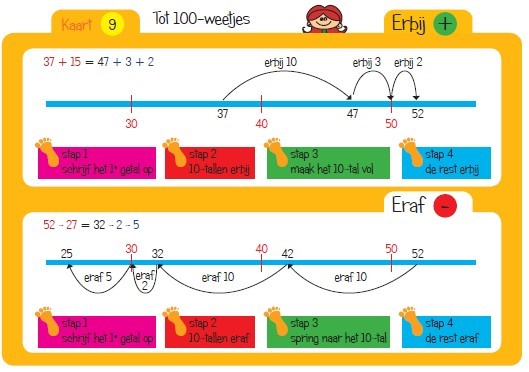 Kaart 9 Tot 100-weetjes Erbij +
37 + 15 = 47 + 3 + 2
erbij 10 erbij 3 erbij 2
37 47 52
30 40 50
stap 1 stap 2 stap 3 stap 4
schrijf het 1e getal op 10-tallen erbij maak het 10-tal vol de rest erbij
Eraf -
52 - 27 = 32 - 2 - 5
25 30 32 40 42 50 52
eraf 5 eraf 2 eraf 10 eraf 10
stap 1 stap 2 stap 3 stap 4
schrijf het 1e getal op 10-tallen eraf spring naar het 10-tal de rest eraf